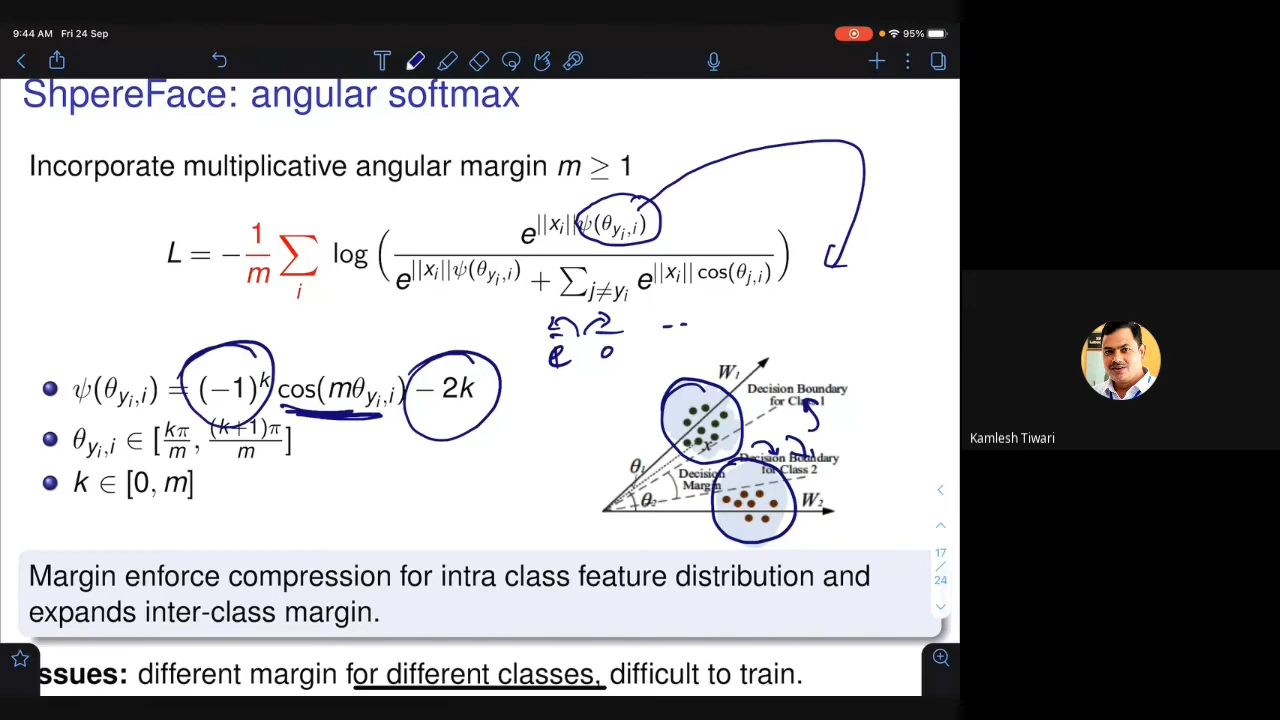 9:44 AM Fri 24 Sep
95%
ShpereFace: angular softmax
Incorporate multiplicative angular margin m ≥ 1
L = − 1/m ∑_i log ( e^{||x_i||ψ(θ_{y_i,i})} / e^{||x_i||ψ(θ_{y_i,i})} + ∑_{j≠y_i} e^{||x_i|| cos(θ_{j,i})} )
ψ(θ_{y_i,i}) = (−1)^k cos(mθ_{y_i,i}) − 2k
θ_{y_i,i} ∈ [kπ/m, (k+1)π/m]
k ∈ [0, m]
W₁
Decision Boundary
for Class 1
Decision Boundary
for Class 2
θ₁
Decision
Margin
θ₂
W₂
Margin enforce compression for intra class feature distribution and
expands inter-class margin.
ssues: different margin for different classes, difficult to train.
17
/
24
Kamlesh Tiwari